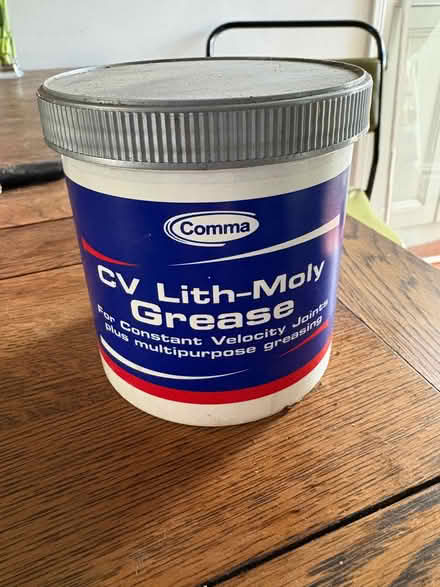 Comma
CV Lith-Moly
Grease
For Constant Velocity Joints
plus multipurpose greasing